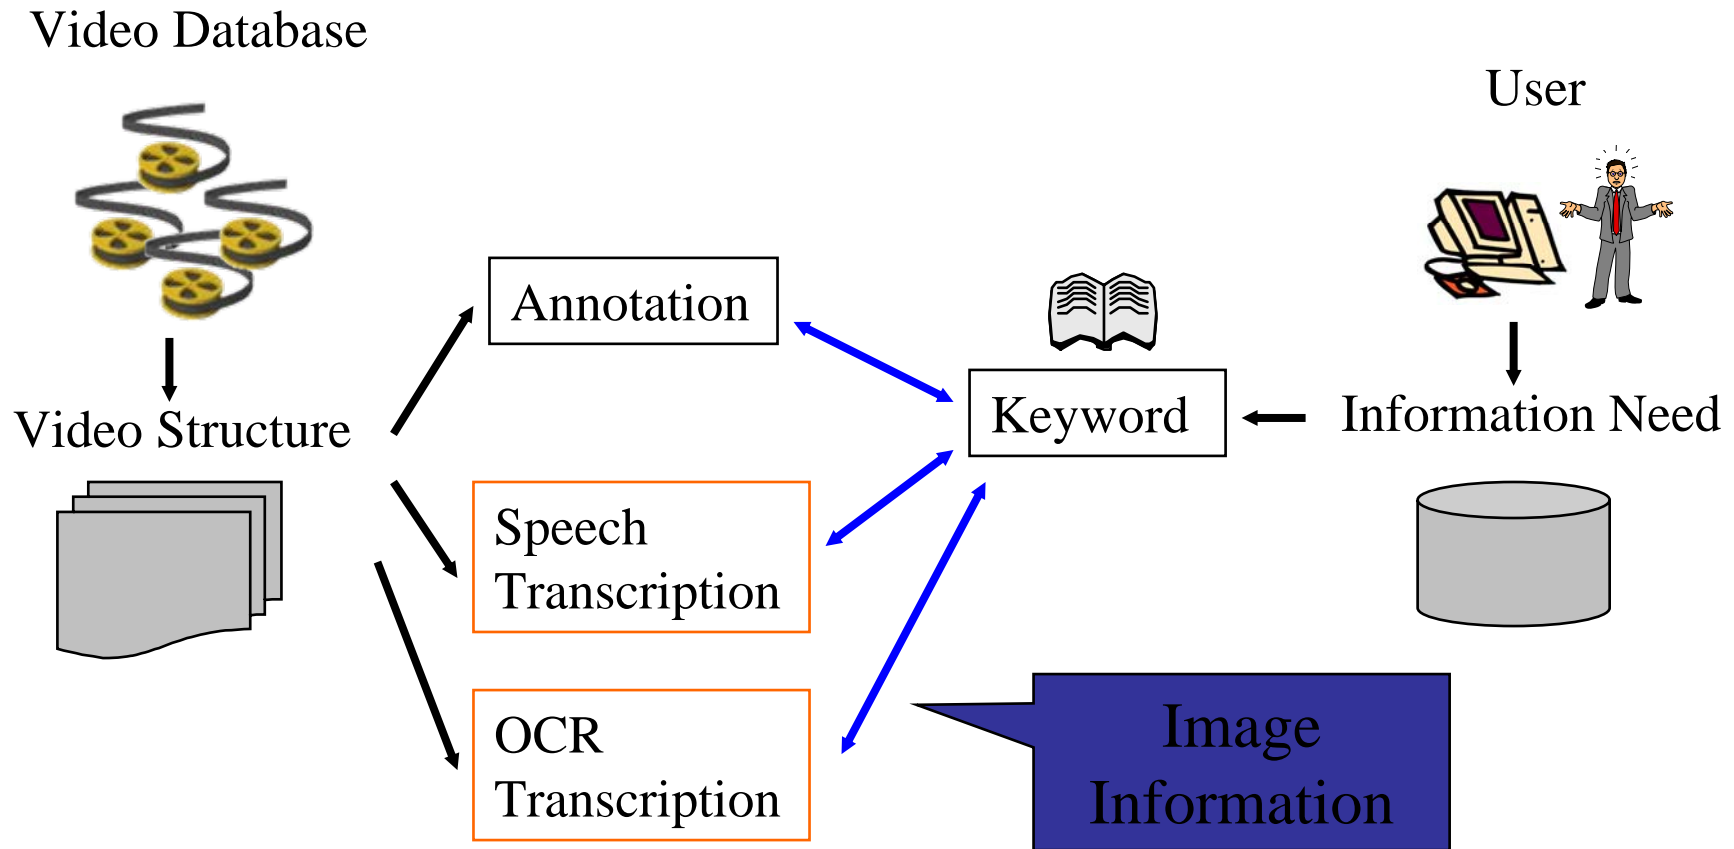 Video Database
User
Annotation
Keyword
Information Need
Video Structure
Speech
Transcription
OCR
Transcription
Image
Information